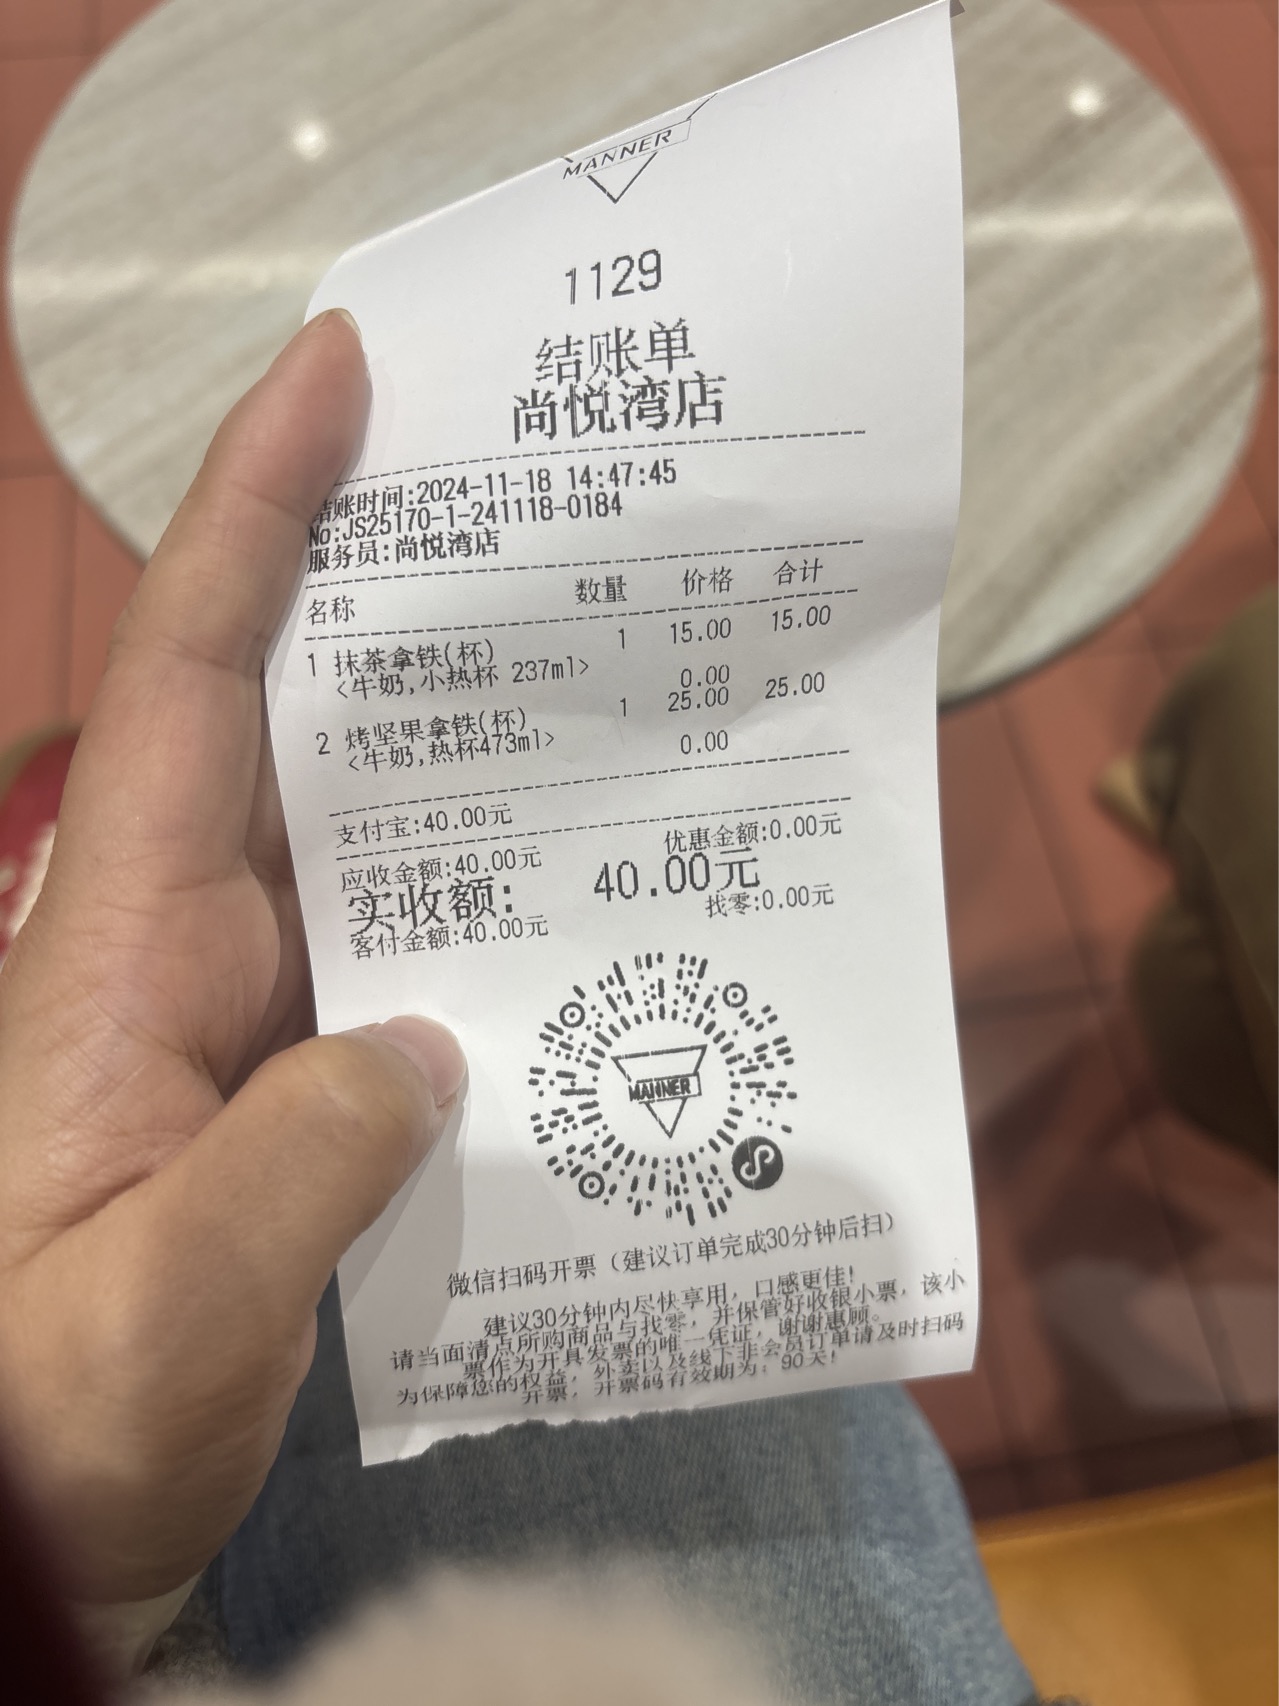 MANNER
1129
结账单
尚悦湾店
结账时间:2024-11-18 14:47:45
No:JS25170-1-241118-0184
服务员:尚悦湾店
名称 数量 价格 合计
1 抹茶拿铁(杯) 1 15.00 15.00
<牛奶,小热杯 237ml> 0.00
2 烤坚果拿铁(杯) 1 25.00 25.00
<牛奶,热杯473ml> 0.00
支付宝:40.00元
应收金额:40.00元 优惠金额:0.00元
实收额: 40.00元
客付金额:40.00元 找零:0.00元
MANNER
微信扫码开票（建议订单完成30分钟后扫）
建议30分钟内尽快享用，口感更佳!
请当面清点所购商品与找零，并保管好收银小票，该小
票作为开具发票的唯一凭证，谢谢惠顾。
为保障您的权益，外卖以及线下非会员订单请及时扫码
开票，开票码有效期为：90天!